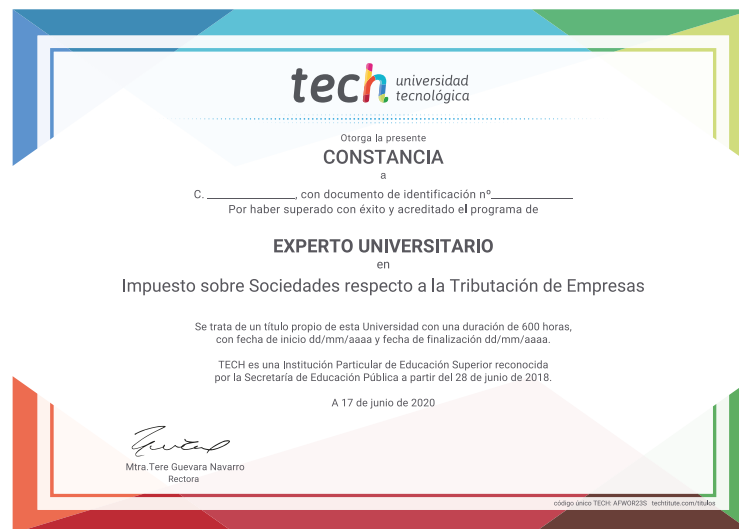 tech universidad
tecnológica
Otorga la presente
CONSTANCIA
a
C. ______________, con documento de identificación nº_____________
Por haber superado con éxito y acreditado el programa de
EXPERTO UNIVERSITARIO
en
Impuesto sobre Sociedades respecto a la Tributación de Empresas
Se trata de un título propio de esta Universidad con una duración de 600 horas,
con fecha de inicio dd/mm/aaaa y fecha de finalización dd/mm/aaaa.
TECH es una Institución Particular de Educación Superior reconocida
por la Secretaría de Educación Pública a partir del 28 de junio de 2018.
A 17 de junio de 2020
Mtra.Tere Guevara Navarro
Rectora
código único TECH: AFWOR23S techtitute.com/titulos